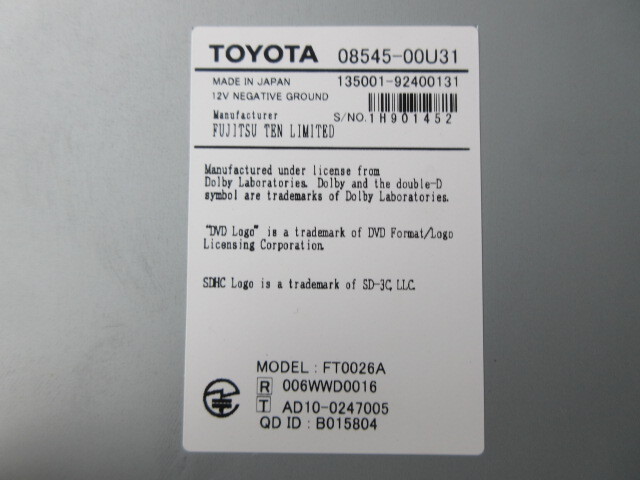 TOYOTA 08545-00U31
MADE IN JAPAN 135001-92400131
12V NEGATIVE GROUND
Manufacturer S/NO.1H901452
FUJITSU TEN LIMITED
Manufactured under license from
Dolby Laboratories. Dolby and the double-D
symbol are trademarks of Dolby Laboratories.
"DVD Logo" is a trademark of DVD Format/Logo
Licensing Corporation.
SDHC Logo is a trademark of SD-3C, LLC.
MODEL : FT0026A
R 006WWD0016
T AD10-0247005
QD ID : B015804